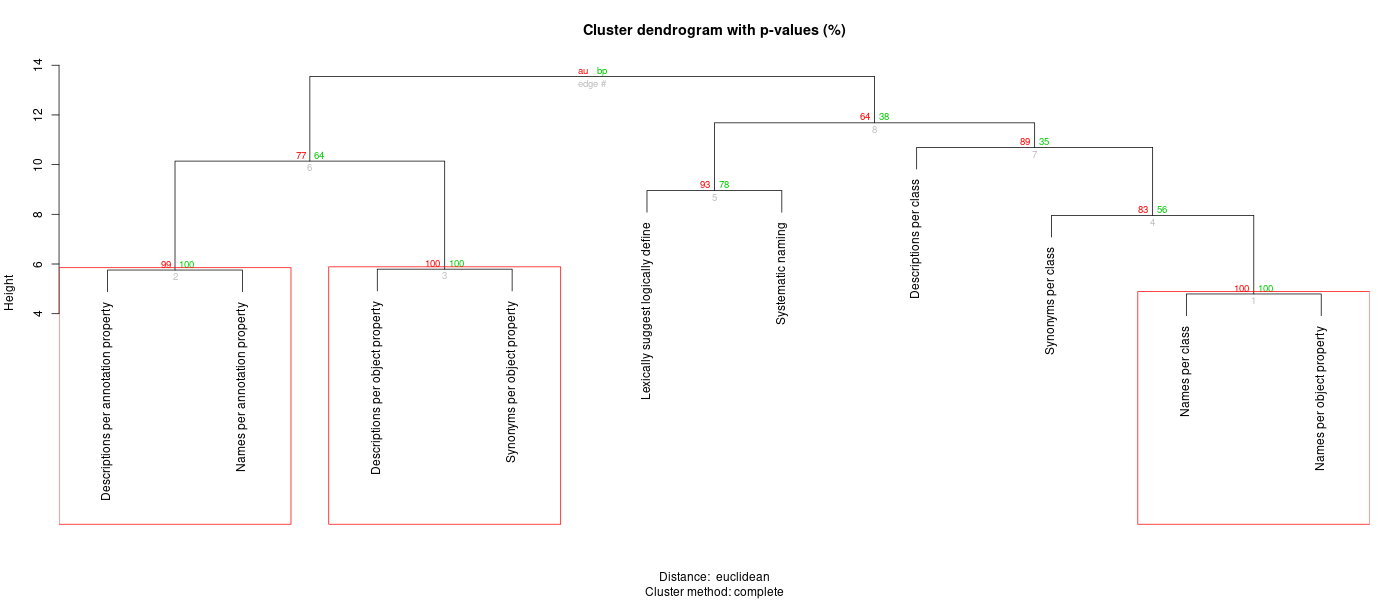 Cluster dendrogram with p-values (%)
Height
14
12
10
8
6
4
au bp
edge #
64 38
8
89 35
7
77 64
6
93 78
5
83 56
4
99 100
2
100 100
3
100 100
1
Descriptions per annotation property
Names per annotation property
Descriptions per object property
Synonyms per object property
Lexically suggest logically define
Systematic naming
Descriptions per class
Synonyms per class
Names per class
Names per object property
Distance: euclidean
Cluster method: complete